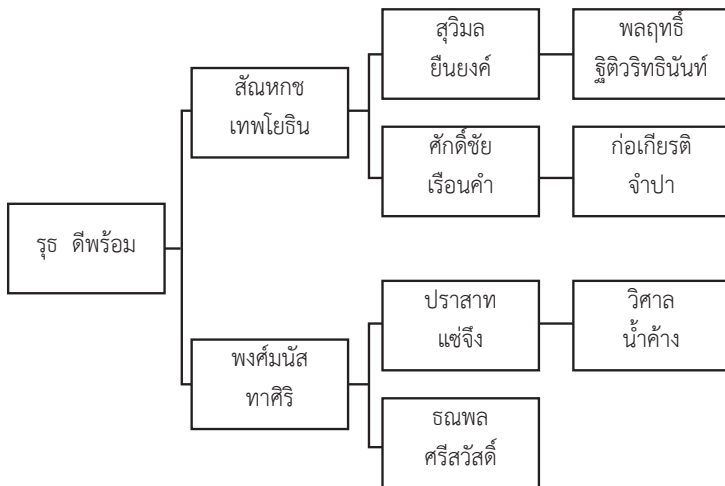 สุวิมล
ยืนยงค์
พลฤทธิ์
ฐิติวริทธินันท์
สัณหกช
เทพโยธิน
ศักดิ์ชัย
เรือนคำ
ก่อเกียรติ
จำปา
รุธ ดีพร้อม
ปราสาท
แซ่จึง
วิศาล
น้ำค้าง
พงศ์มนัส
ทาศิริ
ธณพล
ศรีสวัสดิ์